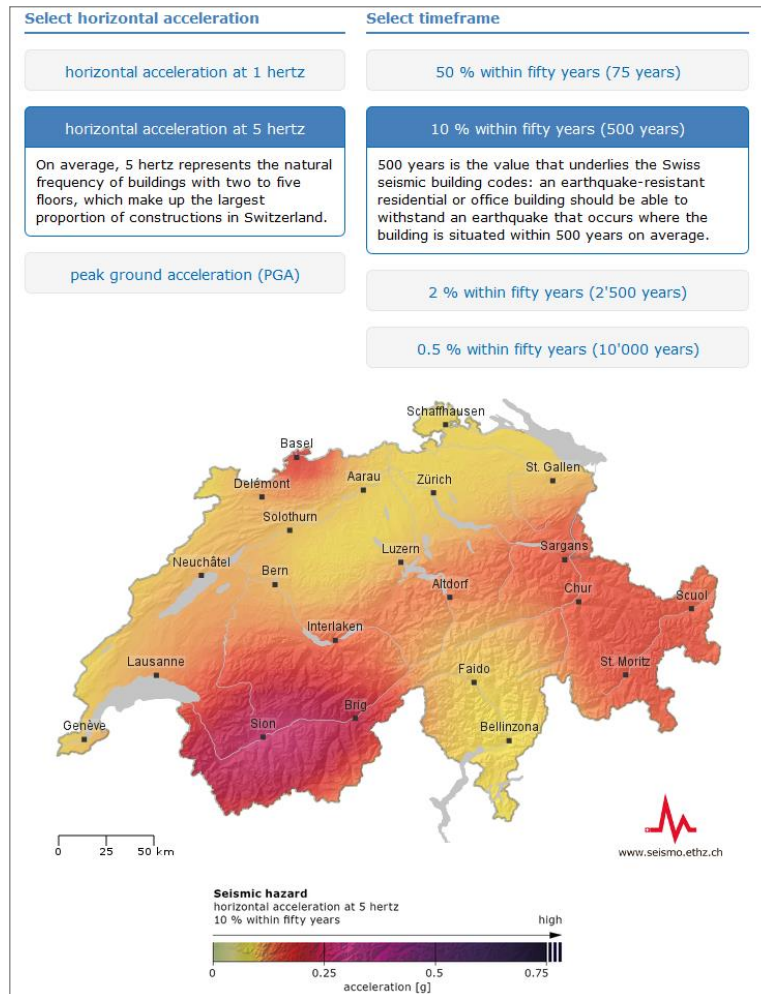 Select horizontal acceleration
horizontal acceleration at 1 hertz
horizontal acceleration at 5 hertz
On average, 5 hertz represents the natural
frequency of buildings with two to five
floors, which make up the largest
proportion of constructions in Switzerland.
peak ground acceleration (PGA)
Select timeframe
50 % within fifty years (75 years)
10 % within fifty years (500 years)
500 years is the value that underlies the Swiss
seismic building codes: an earthquake-resistant
residential or office building should be able to
withstand an earthquake that occurs where the
building is situated within 500 years on average.
2 % within fifty years (2'500 years)
0.5 % within fifty years (10'000 years)
Schaffhausen
Basel
St. Gallen
Delémont
Aarau
Zürich
Solothurn
Luzern
Sargans
Neuchâtel
Bern
Altdorf
Chur
Scuol
Interlaken
Lausanne
Faido
St. Moritz
Genève
Sion
Brig
Bellinzona
0 25 50 km
www.seismo.ethz.ch
Seismic hazard
horizontal acceleration at 5 hertz
10 % within fifty years
high
0 0.25 0.5 0.75
acceleration [g]